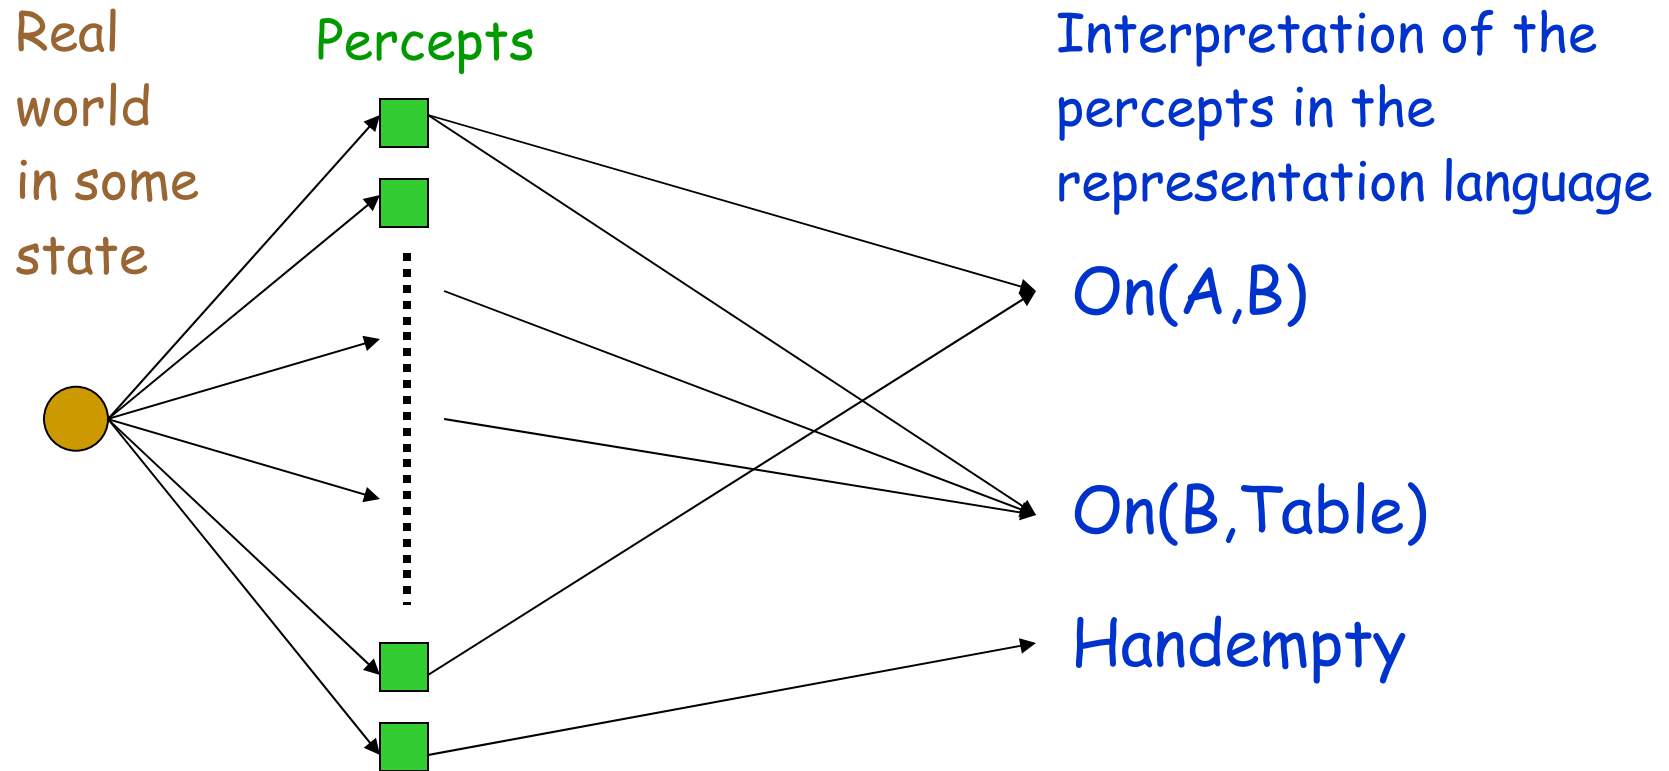 Real
world
in some
state
Percepts
Interpretation of the
percepts in the
representation language
On(A,B)
On(B,Table)
Handempty